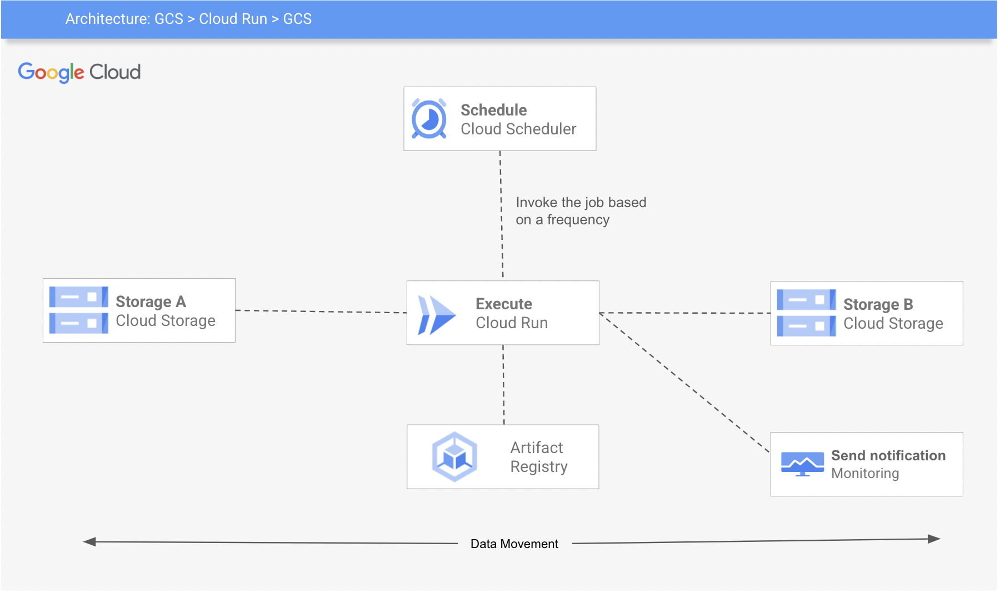 Architecture: GCS > Cloud Run > GCS
Google Cloud
Schedule
Cloud Scheduler
Invoke the job based
on a frequency
Storage A
Cloud Storage
Execute
Cloud Run
Storage B
Cloud Storage
Artifact
Registry
Send notification
Monitoring
Data Movement